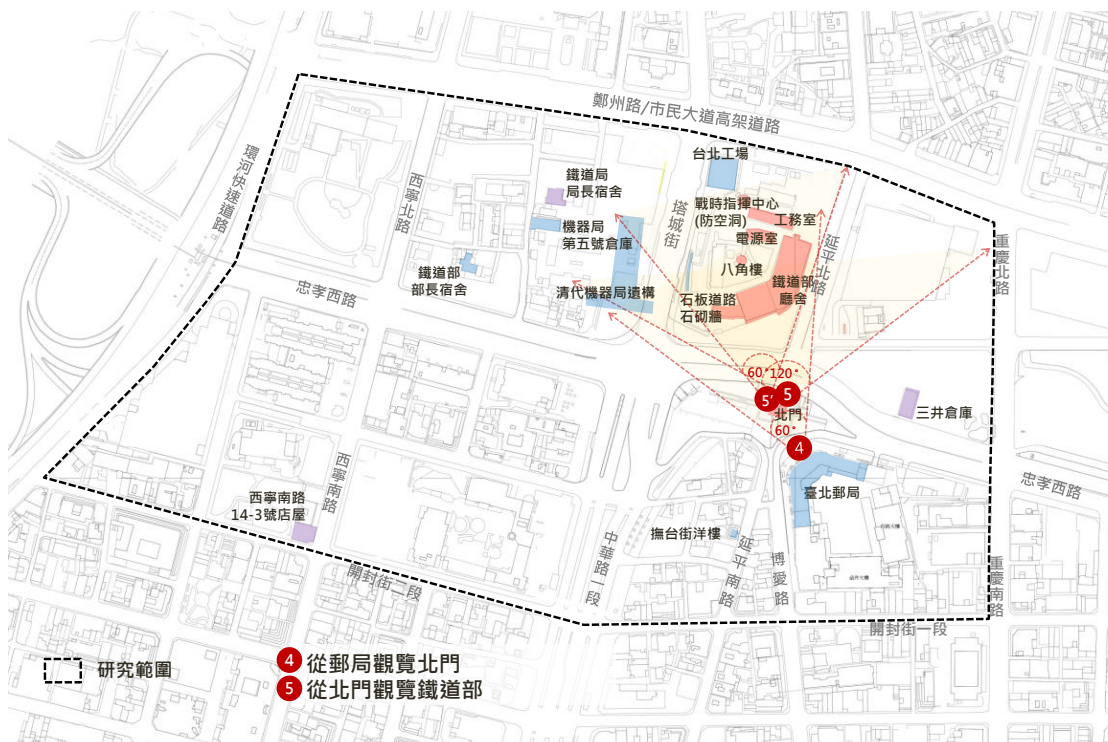 鄭州路/市民大道高架道路
環河快速道路
西寧北路
鐵道局
局長宿舍
機器局
第五號倉庫
鐵道部
部長宿舍
清代機器局遺構
塔城街
台北工場
戰時指揮中心
(防空洞)
工務室
電源室
八角樓
鐵道部
廳舍
石板道路
石砌牆
延平北路
重慶北路
忠孝西路
60°
120°
5'
5
北門
60°
4
三井倉庫
忠孝西路
臺北郵局
西寧南路
西寧南路
14-3號店屋
撫台街洋樓
中華路一段
延平南路
博愛路
重慶南路
開封街二段
開封街一段
研究範圍
4 從郵局觀覽北門
5 從北門觀覽鐵道部